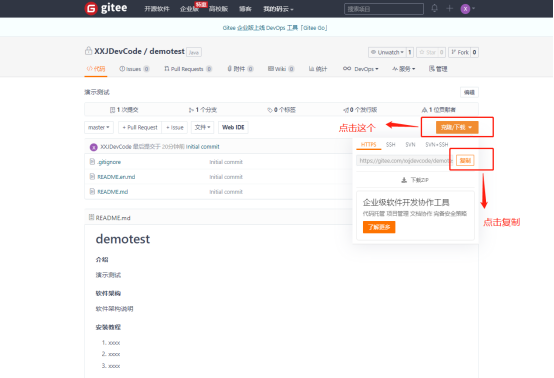 gitee 开源软件 企业版 特惠 高校版 博客 我的码云 搜索项目 X
Gitee 企业版上线 DevOps 工具「Gitee Go」
XXJDevCode / demotest Java Unwatch 1 Star 0 Fork 0
代码 Issues 0 Pull Requests 0 附件 0 Wiki 0 统计 DevOps 服务 管理
演示测试 编辑
1 次提交 1 个分支 0 个标签 0 个发行版 1 位贡献者
master + Pull Request + Issue 文件 Web IDE 点击这个 克隆/下载
X XXJDevCode 最后提交于 20分钟前 Initial commit
HTTPS SSH SVN SVN+SSH
.gitignore Initial commit
https://gitee.com/xxjdevcode/demote 复制
README.en.md Initial commit
下载ZIP
README.md Initial commit
企业级软件开发协作工具
代码托管 项目管理 文档协作 完备安全策略
了解更多
点击复制
README.md
demotest
介绍
演示测试
软件架构
软件架构说明
安装教程
1. xxxx
2. xxxx
3. xxxx